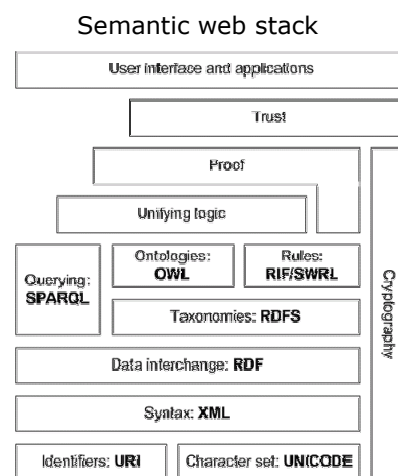 Semantic web stack
User interface and applications
Trust
Proof
Unifying logic
Querying:
SPARQL
Ontologies:
OWL
Rules:
RIF/SWRL
Taxonomies: RDFS
Cryptography
Data interchange: RDF
Syntax: XML
Identifiers: URI
Character set: UNICODE